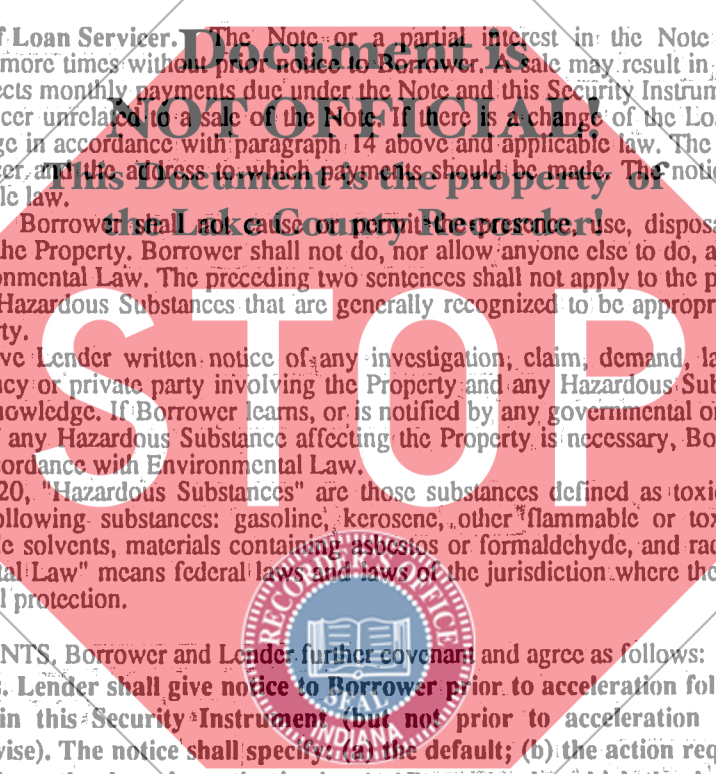 f Loan Servicer. The Note or a partial interest in the Note
more times without prior notice to Borrower. A sale may result in
ects monthly payments due under the Note and this Security Instrum
cer unrelated to a sale of the Note. If there is a change of the Lo
ge in accordance with paragraph 14 above and applicable law. The
cer and the address to which payments should be made. The notic
le law.
Borrower shall not cause or permit the presence, use, disposa
he Property. Borrower shall not do, nor allow anyone else to do, a
onmental Law. The preceding two sentences shall not apply to the p
Hazardous Substances that are generally recognized to be appropr
rty.
ve Lender written notice of any investigation, claim, demand, la
ncy or private party involving the Property and any Hazardous Sub
nowledge. If Borrower learns, or is notified by any governmental o
f any Hazardous Substance affecting the Property is necessary, Bo
cordance with Environmental Law.
20, "Hazardous Substances" are those substances defined as toxic
ollowing substances: gasoline, kerosene, other flammable or tox
le solvents, materials containing asbestos or formaldehyde, and rad
tal Law" means federal laws and laws of the jurisdiction where the
l protection.
NTS. Borrower and Lender further covenant and agree as follows:
. Lender shall give notice to Borrower prior to acceleration fol
in this Security Instrument (but not prior to acceleration
wise). The notice shall specify: (a) the default; (b) the action req
Document is
NOT OFFICIAL!
This Document is the property of
the Lake County Recorder!
STOP
RECORDER'S OFFICE
SEAL
INDIANA